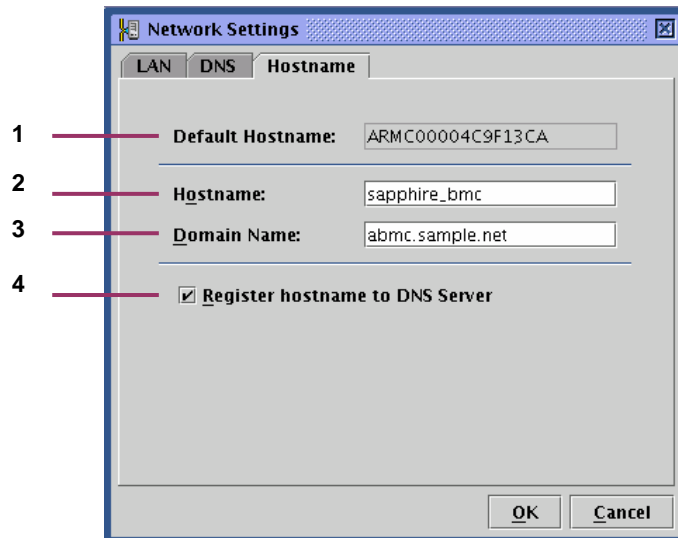 Network Settings
LAN DNS Hostname
1 Default Hostname: ARMC00004C9F13CA
2 Hostname: sapphire_bmc
3 Domain Name: abmc.sample.net
4 Register hostname to DNS Server
OK Cancel